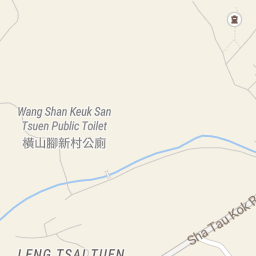 Wang Shan Keuk San
Tsuen Public Toilet
橫山腳新村公廁
Sha Tau Kok R
LENG TSAI TUEN